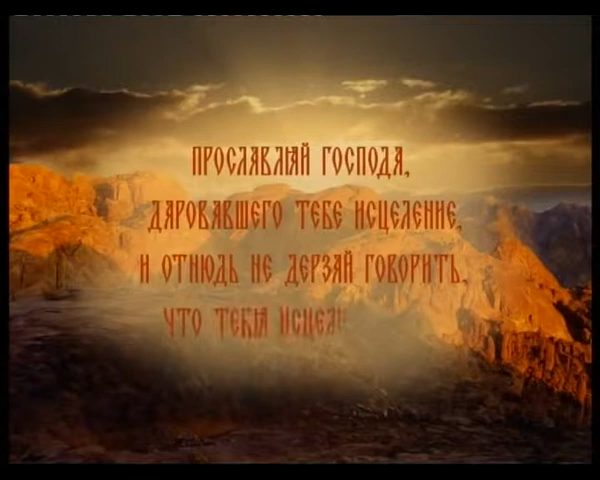 ПРОСЛАВЛЯЙ ГОСПОДА,
ДАРОВАВШЕГО ТЕБЕ ИСЦЕЛЕНИЕ,
И ОТНЮДЬ НЕ ДЕРЗАЙ ГОВОРИТЬ,
ЧТО ТЕБЯ